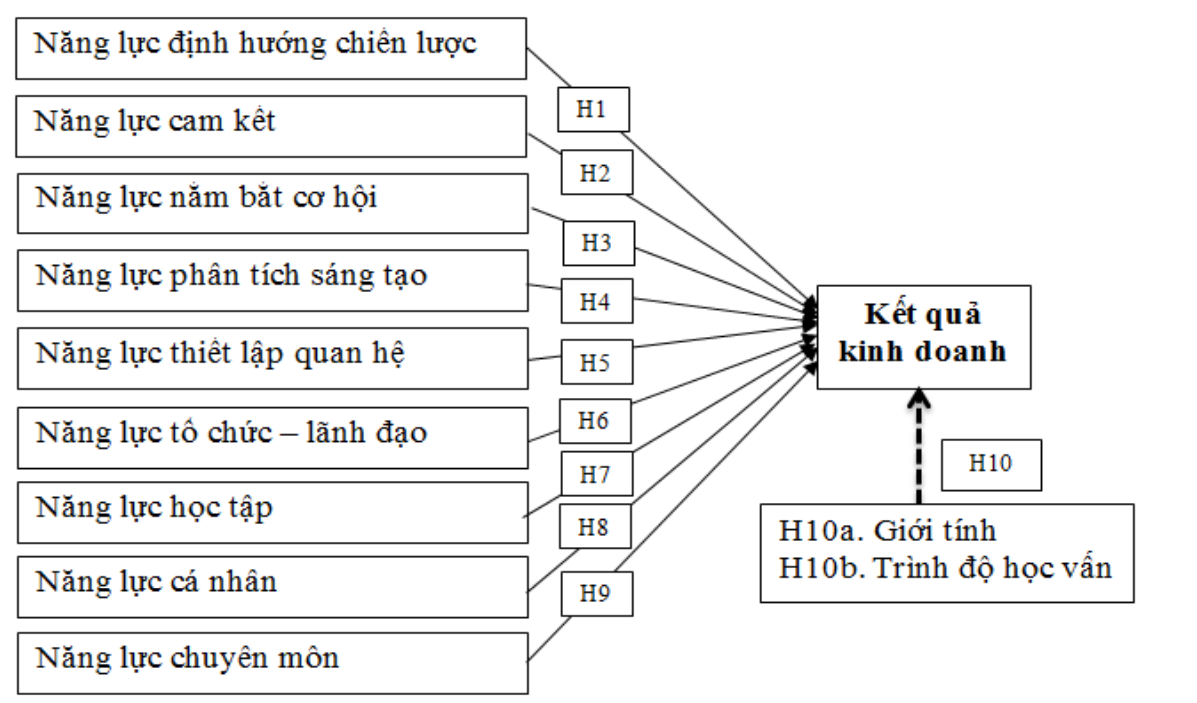 Năng lực định hướng chiến lược
H1
Năng lực cam kết
H2
Năng lực nắm bắt cơ hội
H3
Năng lực phân tích sáng tạo
H4
Năng lực thiết lập quan hệ
H5
Năng lực tổ chức – lãnh đạo
H6
Năng lực học tập
H7
Năng lực cá nhân
H8
Năng lực chuyên môn
H9
Kết quả
kinh doanh
H10
H10a. Giới tính
H10b. Trình độ học vấn